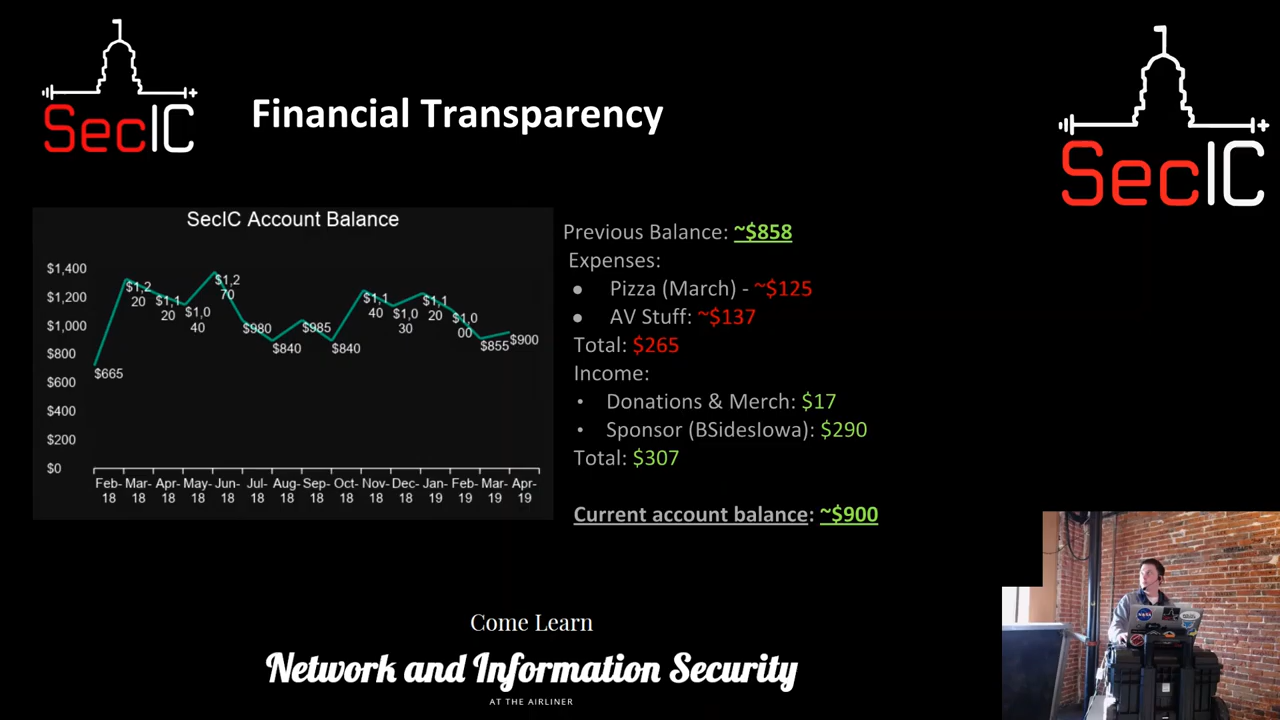 SecIC
Financial Transparency
SecIC
SecIC Account Balance
$1,400
$1,200
$1,000
$800
$600
$400
$200
$0
$665
$1,2
20
$1,1
20
$1,0
40
$1,2
70
$980
$840
$985
$840
$1,1
40
$1,0
30
$1,1
20
$1,0
00
$855
$900
Feb-
18
Mar-
18
Apr-
18
May-
18
Jun-
18
Jul-
18
Aug-
18
Sep-
18
Oct-
18
Nov-
18
Dec-
18
Jan-
19
Feb-
19
Mar-
19
Apr-
19
Previous Balance: ~$858
Expenses:
● Pizza (March) - ~$125
● AV Stuff: ~$137
Total: $265
Income:
• Donations & Merch: $17
• Sponsor (BSidesIowa): $290
Total: $307
Current account balance: ~$900
Come Learn
Network and Information Security
AT THE AIRLINER